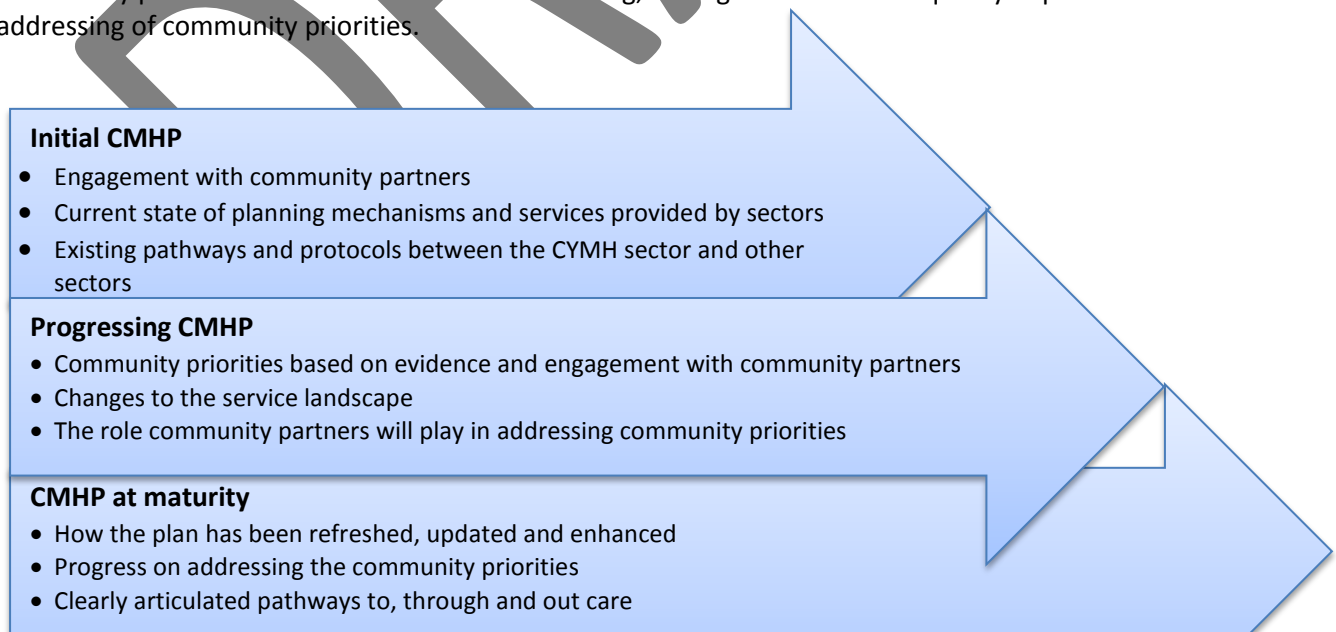 addressing of community priorities.
Initial CMHP
• Engagement with community partners
• Current state of planning mechanisms and services provided by sectors
• Existing pathways and protocols between the CYMH sector and other
sectors
Progressing CMHP
• Community priorities based on evidence and engagement with community partners
• Changes to the service landscape
• The role community partners will play in addressing community priorities
CMHP at maturity
• How the plan has been refreshed, updated and enhanced
• Progress on addressing the community priorities
• Clearly articulated pathways to, through and out care